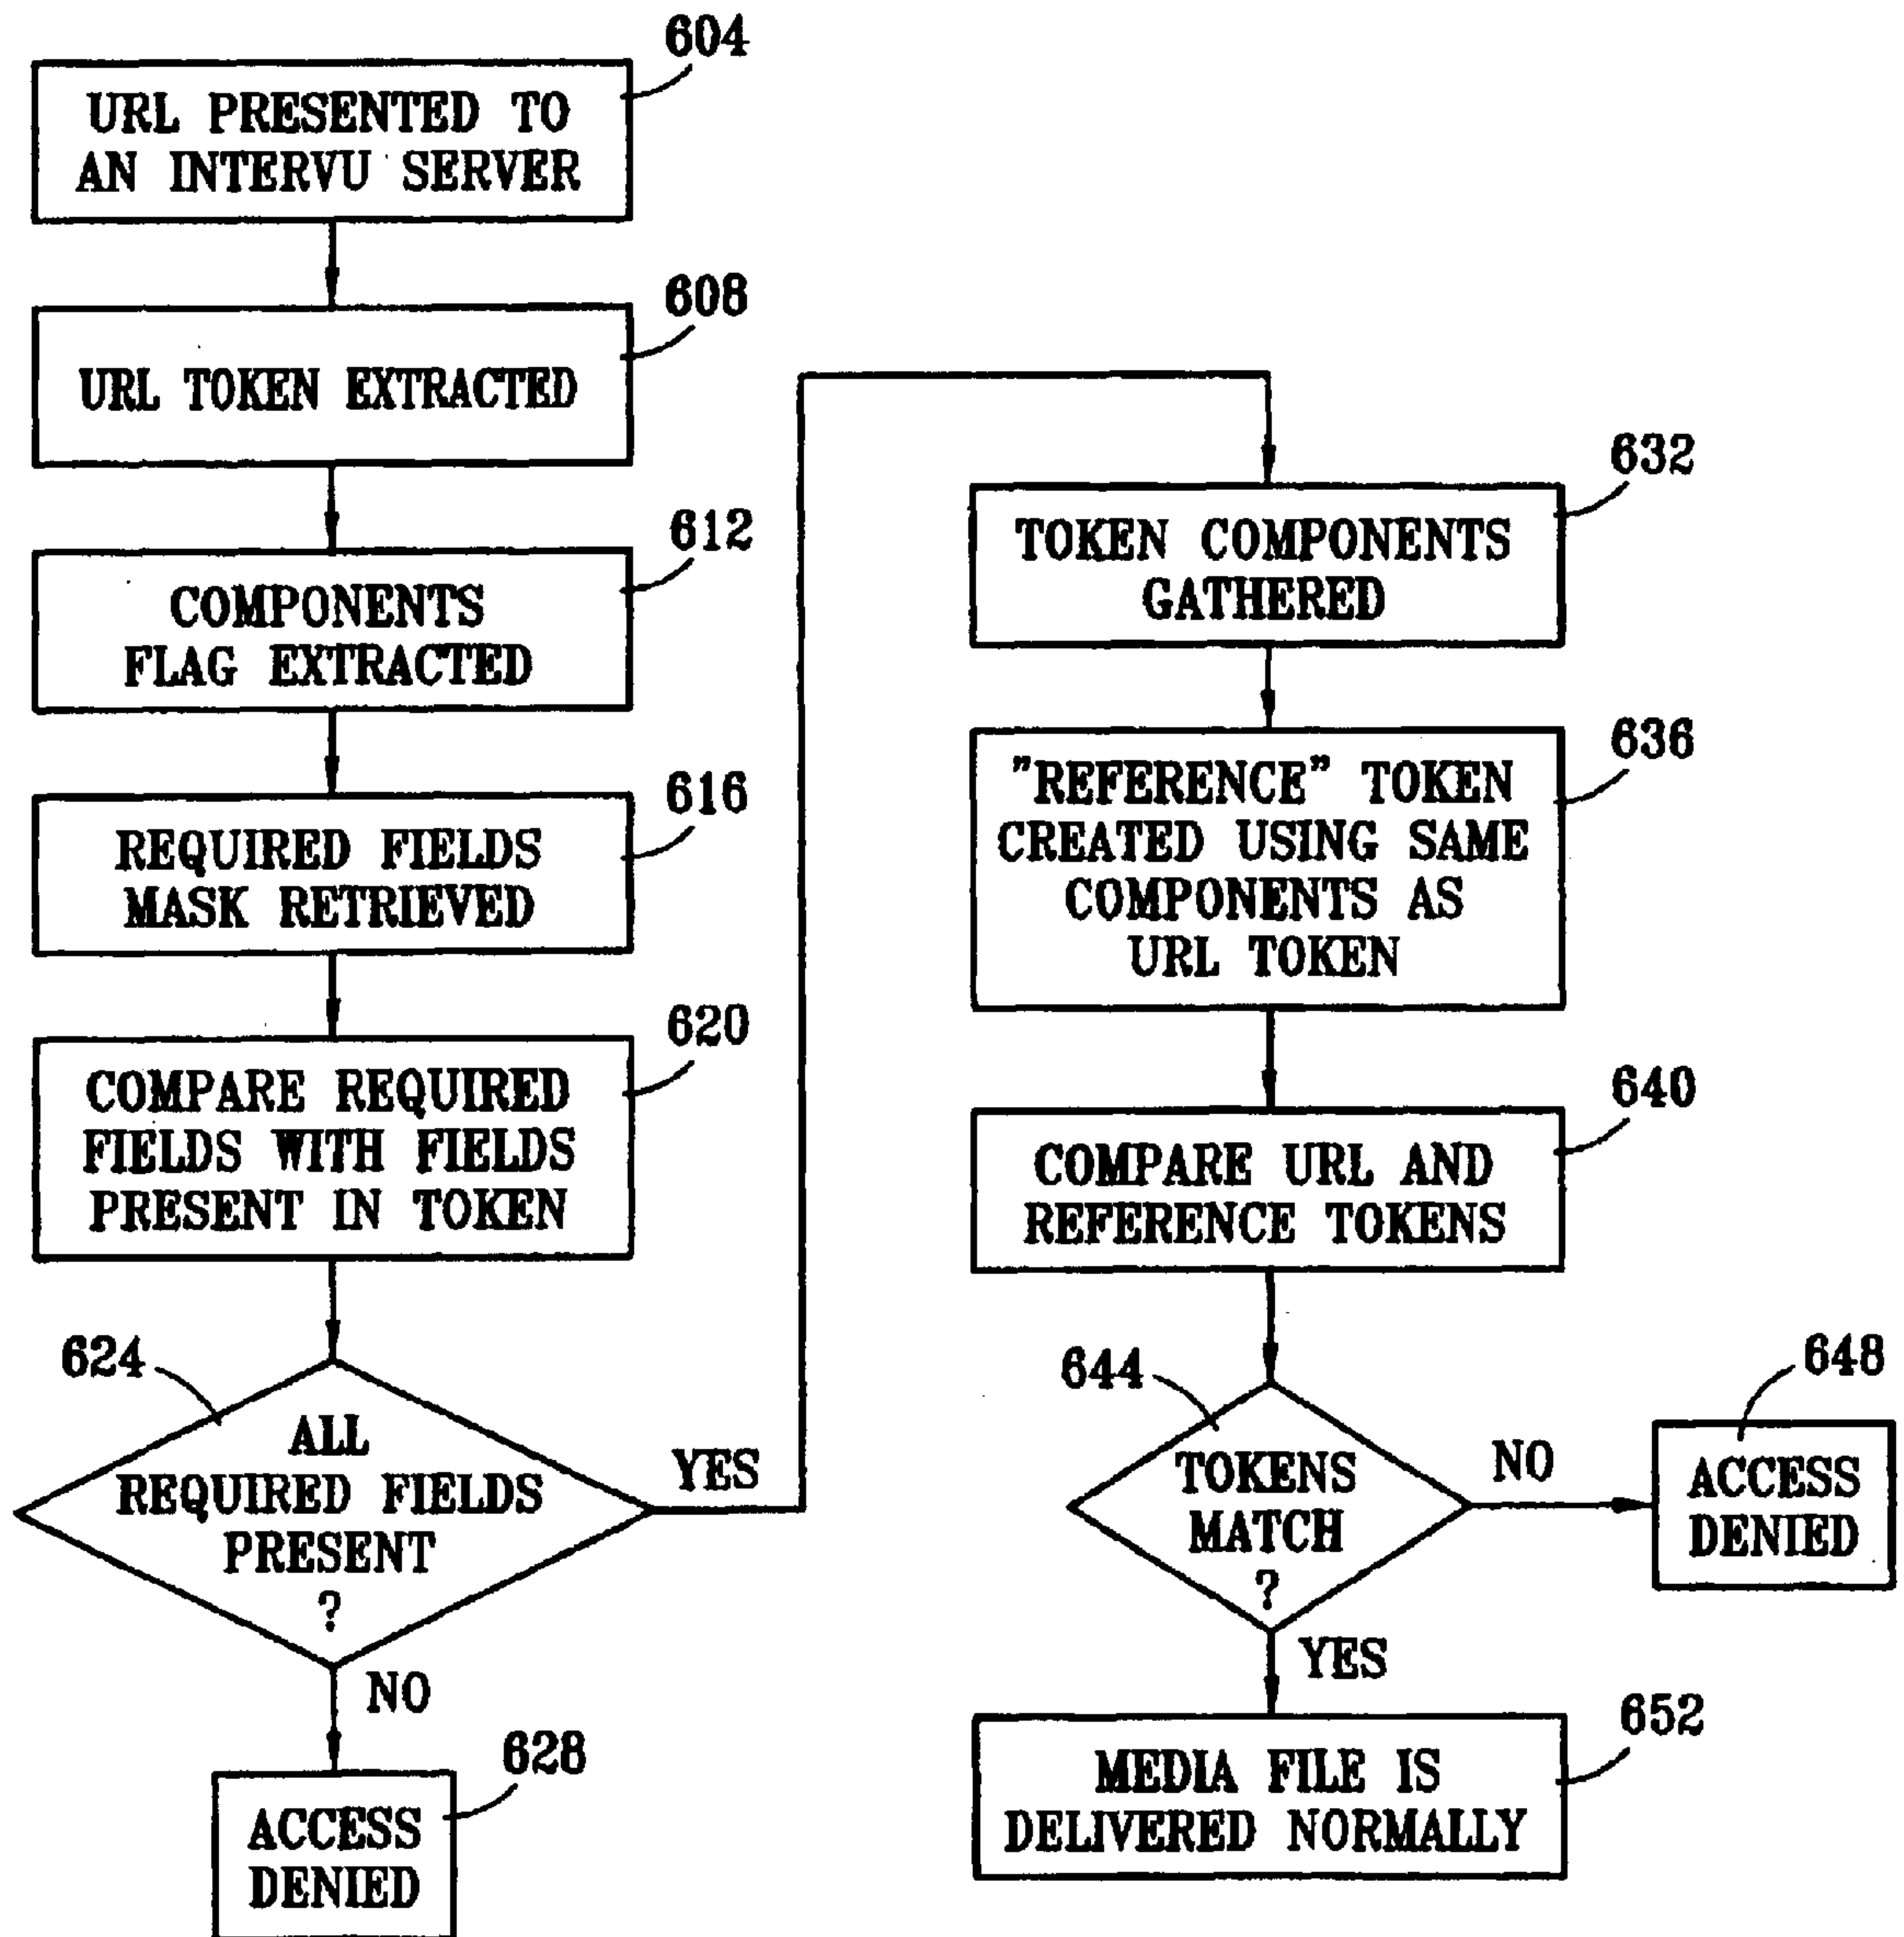 604
URL PRESENTED TO
AN INTERVU SERVER
608
URL TOKEN EXTRACTED
612
COMPONENTS
FLAG EXTRACTED
616
REQUIRED FIELDS
MASK RETRIEVED
620
COMPARE REQUIRED
FIELDS WITH FIELDS
PRESENT IN TOKEN
624
ALL
REQUIRED FIELDS
PRESENT
?
YES
NO
628
ACCESS
DENIED
632
TOKEN COMPONENTS
GATHERED
636
"REFERENCE" TOKEN
CREATED USING SAME
COMPONENTS AS
URL TOKEN
640
COMPARE URL AND
REFERENCE TOKENS
644
TOKENS
MATCH
?
NO
648
ACCESS
DENIED
YES
652
MEDIA FILE IS
DELIVERED NORMALLY